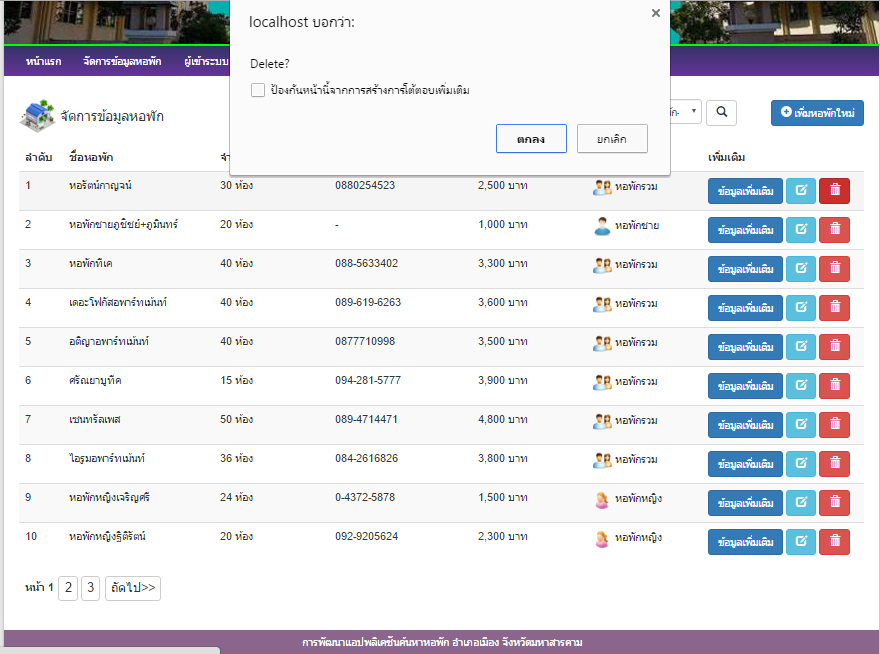 localhost บอกว่า:
Delete?
ป้องกันหน้านี้จากการสร้างการโต้ตอบเพิ่มเติม
ตกลง ยกเลิก
หน้าแรก จัดการข้อมูลหอพัก ผู้เข้าระบบ
จัดการข้อมูลหอพัก เพิ่มหอพักใหม่
ลำดับ ชื่อหอพัก เพิ่มเติม
1 หอรัตน์กาญจน์ 30 ห้อง 0880254523 2,500 บาท หอพักรวม ข้อมูลเพิ่มเติม
2 หอพักชายภูชิชย์+ภูมินทร์ 20 ห้อง - 1,000 บาท หอพักชาย ข้อมูลเพิ่มเติม
3 หอพักทีเค 40 ห้อง 088-5633402 3,300 บาท หอพักรวม ข้อมูลเพิ่มเติม
4 เดอะโฟกัสอพาร์ทเม้นท์ 40 ห้อง 089-619-6263 3,600 บาท หอพักรวม ข้อมูลเพิ่มเติม
5 อติญาอพาร์ทเม้นท์ 40 ห้อง 0877710998 3,500 บาท หอพักรวม ข้อมูลเพิ่มเติม
6 ศรัณยาบูทีค 15 ห้อง 094-281-5777 3,900 บาท หอพักรวม ข้อมูลเพิ่มเติม
7 เซนทรัลเพส 50 ห้อง 089-4714471 4,800 บาท หอพักรวม ข้อมูลเพิ่มเติม
8 ไอรูมอพาร์ทเม้นท์ 36 ห้อง 084-2616826 3,800 บาท หอพักรวม ข้อมูลเพิ่มเติม
9 หอพักหญิงเจริญศรี 24 ห้อง 0-4372-5878 1,500 บาท หอพักหญิง ข้อมูลเพิ่มเติม
10 หอพักหญิงฐิติรัตน์ 20 ห้อง 092-9205624 2,300 บาท หอพักหญิง ข้อมูลเพิ่มเติม
หน้า 1 2 3 ถัดไป>>
การพัฒนาแอปพลิเคชันค้นหาหอพัก อำเภอเมือง จังหวัดมหาสารคาม